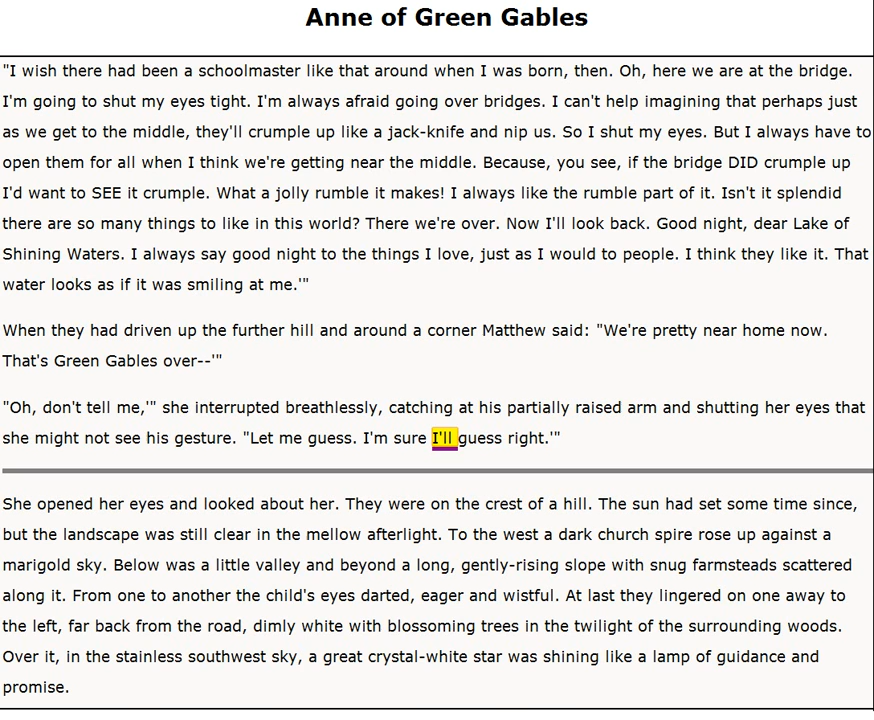 Anne of Green Gables
"I wish there had been a schoolmaster like that around when I was born, then. Oh, here we are at the bridge.
I'm going to shut my eyes tight. I'm always afraid going over bridges. I can't help imagining that perhaps just
as we get to the middle, they'll crumple up like a jack-knife and nip us. So I shut my eyes. But I always have to
open them for all when I think we're getting near the middle. Because, you see, if the bridge DID crumple up
I'd want to SEE it crumple. What a jolly rumble it makes! I always like the rumble part of it. Isn't it splendid
there are so many things to like in this world? There we're over. Now I'll look back. Good night, dear Lake of
Shining Waters. I always say good night to the things I love, just as I would to people. I think they like it. That
water looks as if it was smiling at me.'"
When they had driven up the further hill and around a corner Matthew said: "We're pretty near home now.
That's Green Gables over--'"
"Oh, don't tell me,'" she interrupted breathlessly, catching at his partially raised arm and shutting her eyes that
she might not see his gesture. "Let me guess. I'm sure I'll guess right.'"
She opened her eyes and looked about her. They were on the crest of a hill. The sun had set some time since,
but the landscape was still clear in the mellow afterlight. To the west a dark church spire rose up against a
marigold sky. Below was a little valley and beyond a long, gently-rising slope with snug farmsteads scattered
along it. From one to another the child's eyes darted, eager and wistful. At last they lingered on one away to
the left, far back from the road, dimly white with blossoming trees in the twilight of the surrounding woods.
Over it, in the stainless southwest sky, a great crystal-white star was shining like a lamp of guidance and
promise.